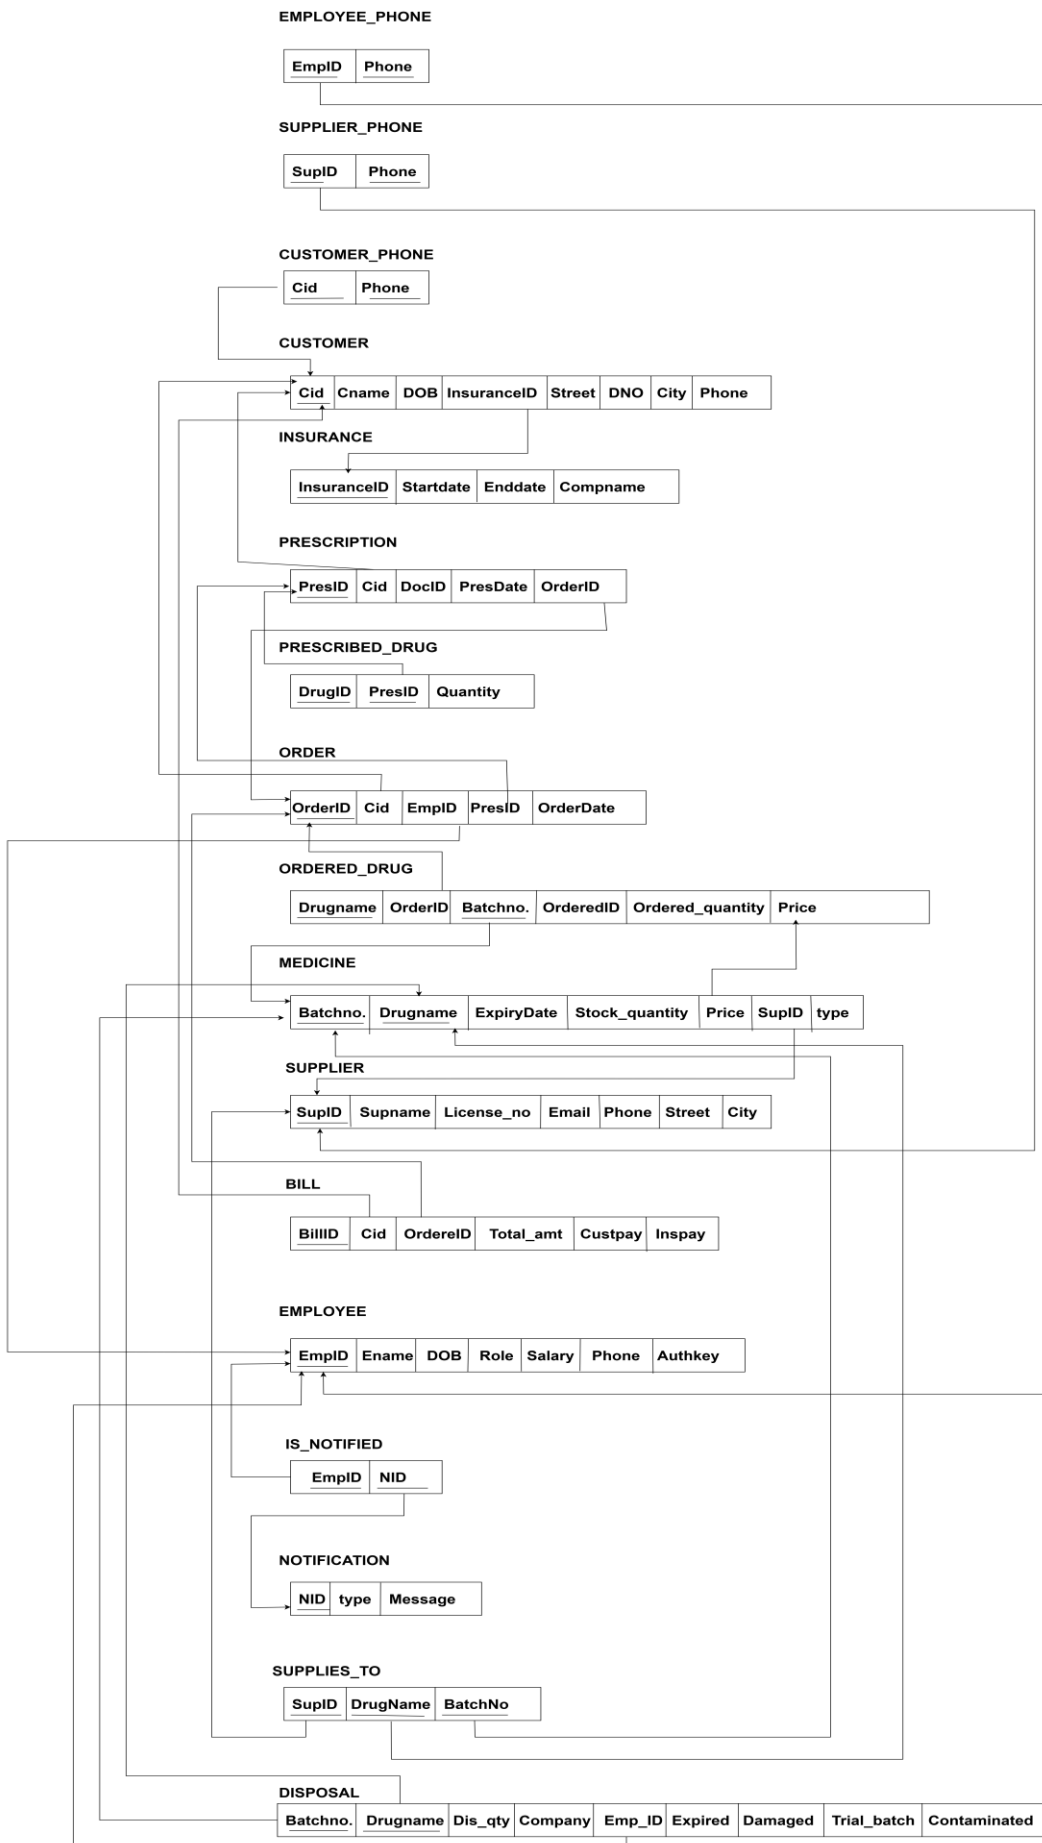 EMPLOYEE_PHONE
EmpID Phone
SUPPLIER_PHONE
SupID Phone
CUSTOMER_PHONE
Cid Phone
CUSTOMER
Cid Cname DOB InsuranceID Street DNO City Phone
INSURANCE
InsuranceID Startdate Enddate Compname
PRESCRIPTION
PresID Cid DocID PresDate OrderID
PRESCRIBED_DRUG
DrugID PresID Quantity
ORDER
OrderID Cid EmpID PresID OrderDate
ORDERED_DRUG
Drugname OrderID Batchno. OrderedID Ordered_quantity Price
MEDICINE
Batchno. Drugname ExpiryDate Stock_quantity Price SupID type
SUPPLIER
SupID Supname License_no Email Phone Street City
BILL
BillID Cid OrdereID Total_amt Custpay Inspay
EMPLOYEE
EmpID Ename DOB Role Salary Phone Authkey
IS_NOTIFIED
EmpID NID
NOTIFICATION
NID type Message
SUPPLIES_TO
SupID DrugName BatchNo
DISPOSAL
Batchno. Drugname Dis_qty Company Emp_ID Expired Damaged Trial_batch Contaminated